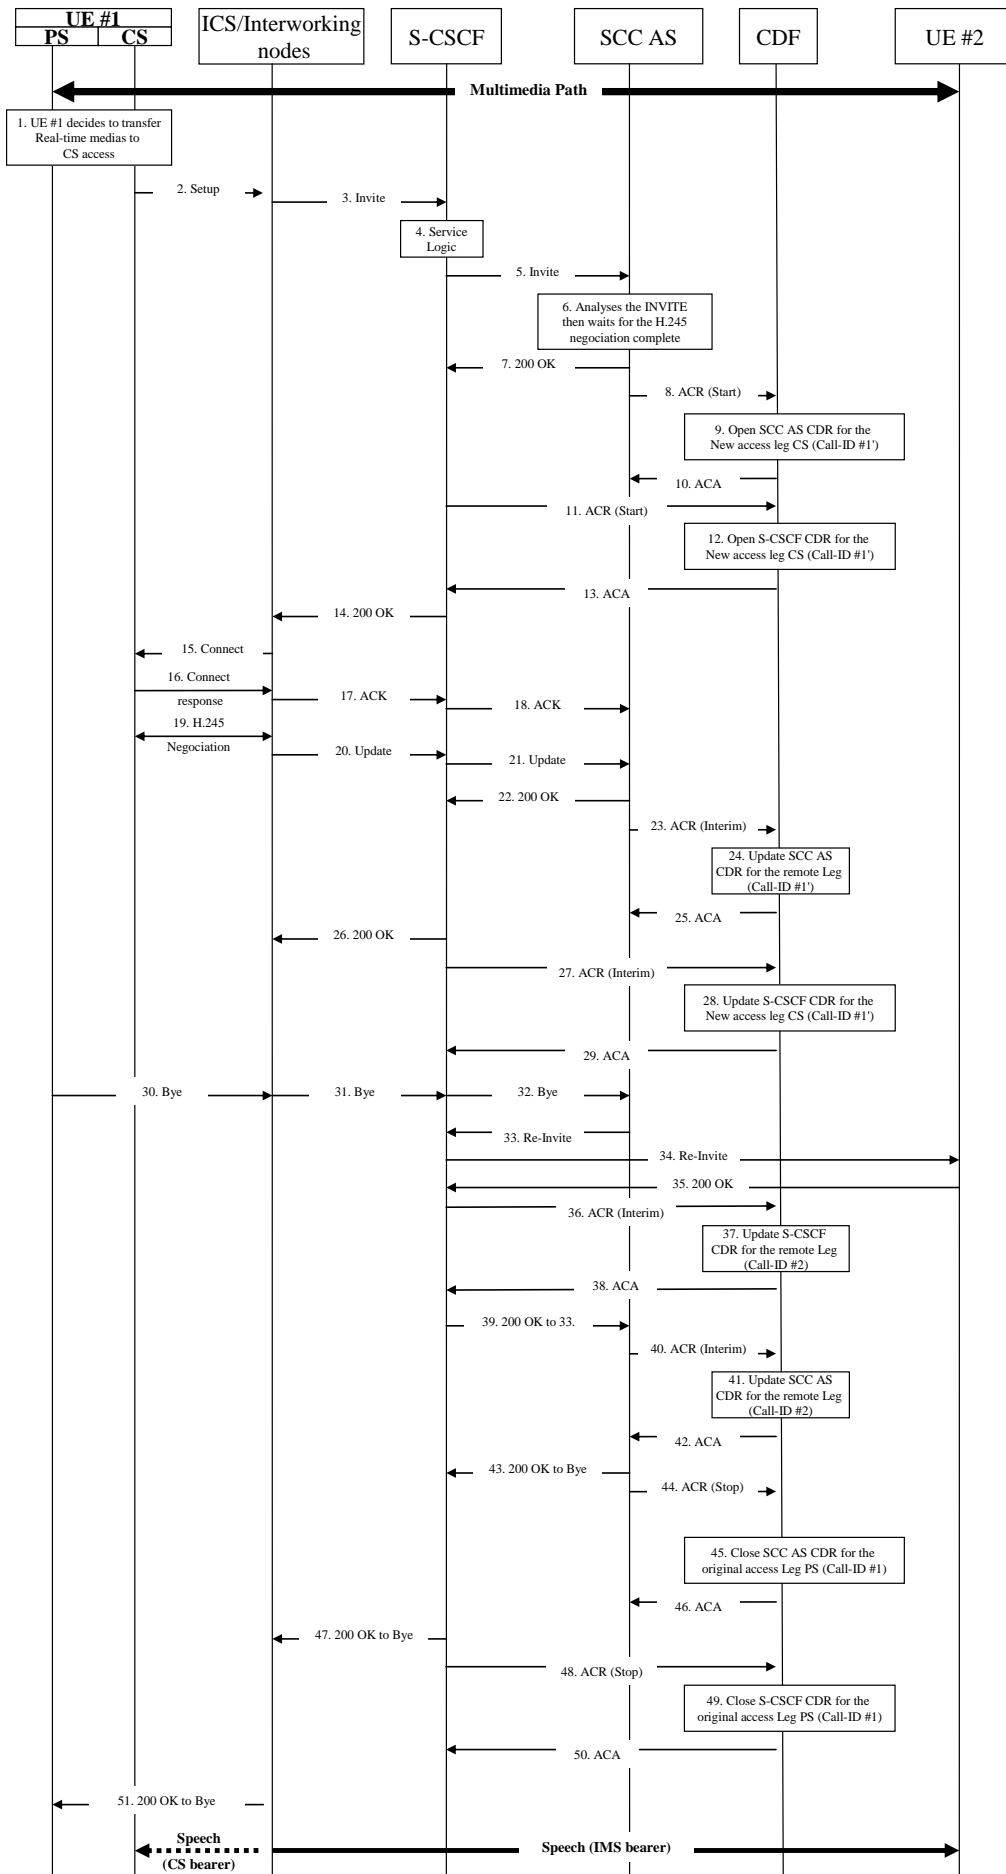 UE #1
PS CS
ICS/Interworking
nodes
S-CSCF
SCC AS
CDF
UE #2
Multimedia Path
1. UE #1 decides to transfer
Real-time medias to
CS access
2. Setup
3. Invite
4. Service
Logic
5. Invite
6. Analyses the INVITE
then waits for the H.245
negociation complete
7. 200 OK
8. ACR (Start)
9. Open SCC AS CDR for the
New access leg CS (Call-ID #1')
10. ACA
11. ACR (Start)
12. Open S-CSCF CDR for the
New access leg CS (Call-ID #1')
13. ACA
14. 200 OK
15. Connect
16. Connect
response
17. ACK
18. ACK
19. H.245
Negociation
20. Update
21. Update
22. 200 OK
23. ACR (Interim)
24. Update SCC AS
CDR for the remote Leg
(Call-ID #1')
25. ACA
26. 200 OK
27. ACR (Interim)
28. Update S-CSCF CDR for the
New access leg CS (Call-ID #1')
29. ACA
30. Bye
31. Bye
32. Bye
33. Re-Invite
34. Re-Invite
35. 200 OK
36. ACR (Interim)
37. Update S-CSCF
CDR for the remote Leg
(Call-ID #2)
38. ACA
39. 200 OK to 33.
40. ACR (Interim)
41. Update SCC AS
CDR for the remote Leg
(Call-ID #2)
42. ACA
43. 200 OK to Bye
44. ACR (Stop)
45. Close SCC AS CDR for the
original access Leg PS (Call-ID #1)
46. ACA
47. 200 OK to Bye
48. ACR (Stop)
49. Close S-CSCF CDR for the
original access Leg PS (Call-ID #1)
50. ACA
51. 200 OK to Bye
Speech
(CS bearer)
Speech (IMS bearer)